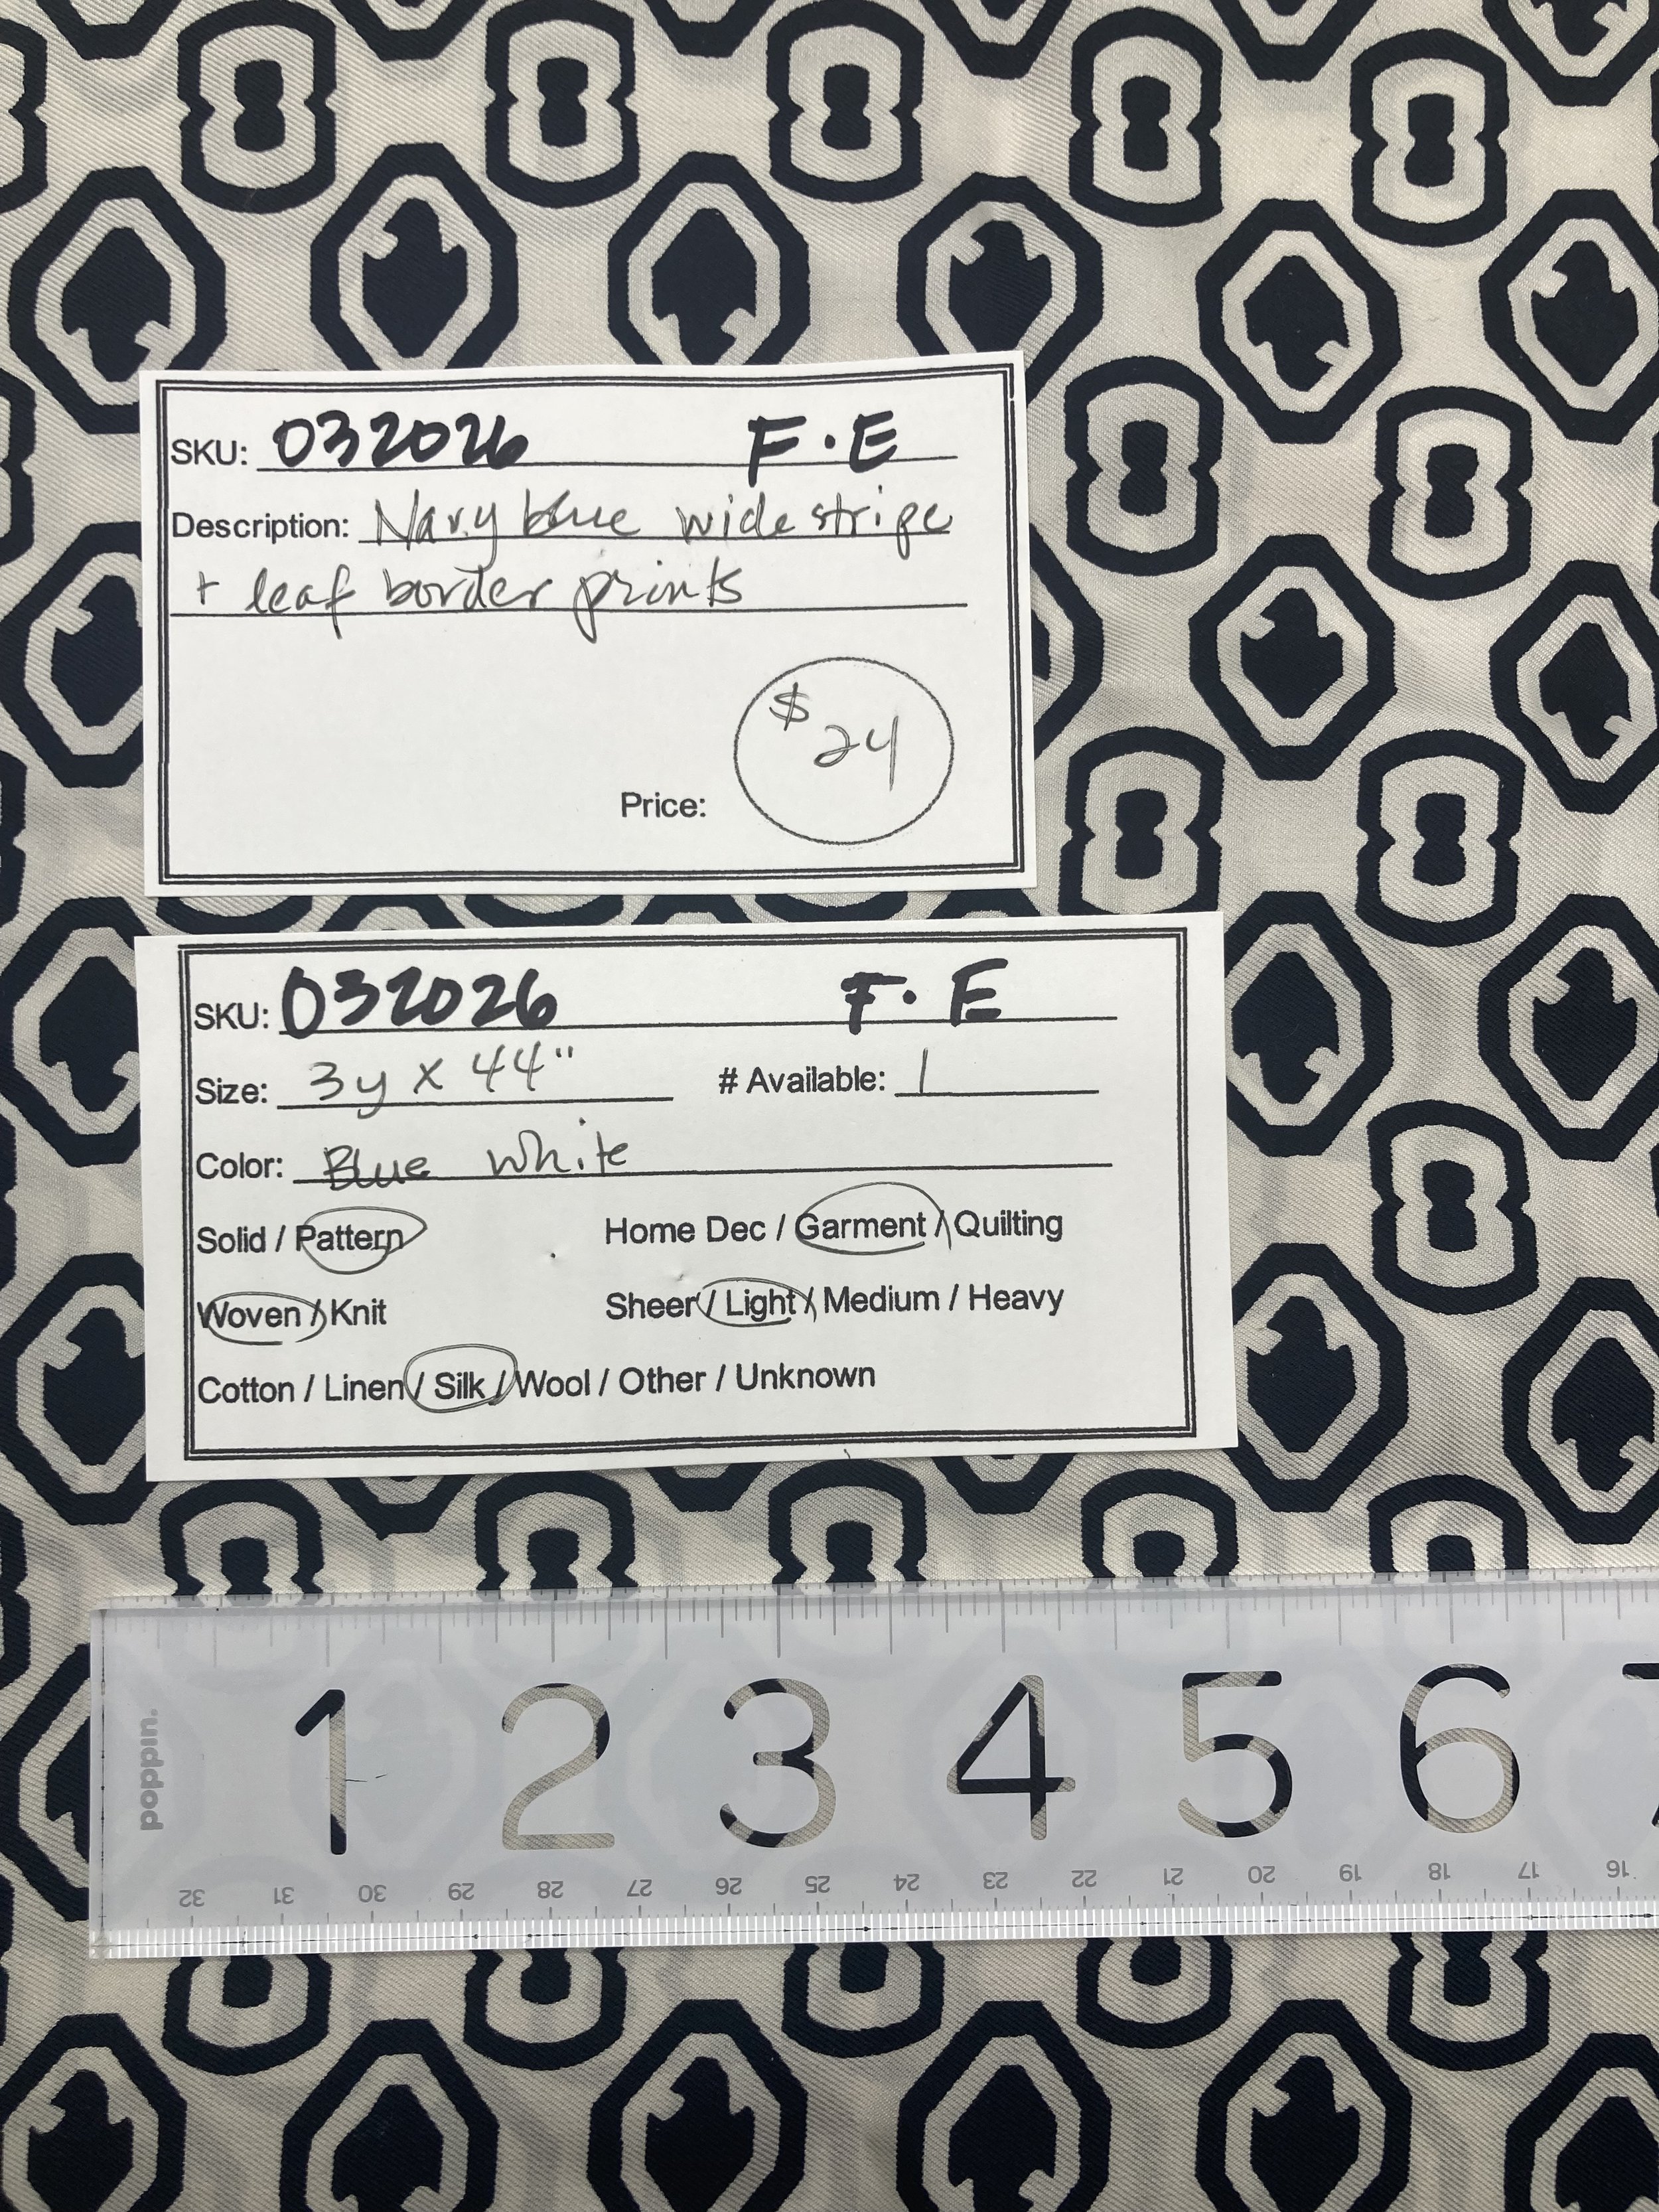 SKU: 032026 F.E
Description: Navy blue wide stripe
+ leaf border prints
$24
Price:
SKU: 032026 F.E
Size: 3y x 44" # Available: 1
Color: Blue White
Solid / Pattern Home Dec / Garment / Quilting
Woven / Knit Sheer / Light / Medium / Heavy
Cotton / Linen / Silk / Wool / Other / Unknown
poppin.
1 2 3 4 5 6 7
32 31 30 29 28 27 26 25 24 23 22 21 20 19 18 17 16